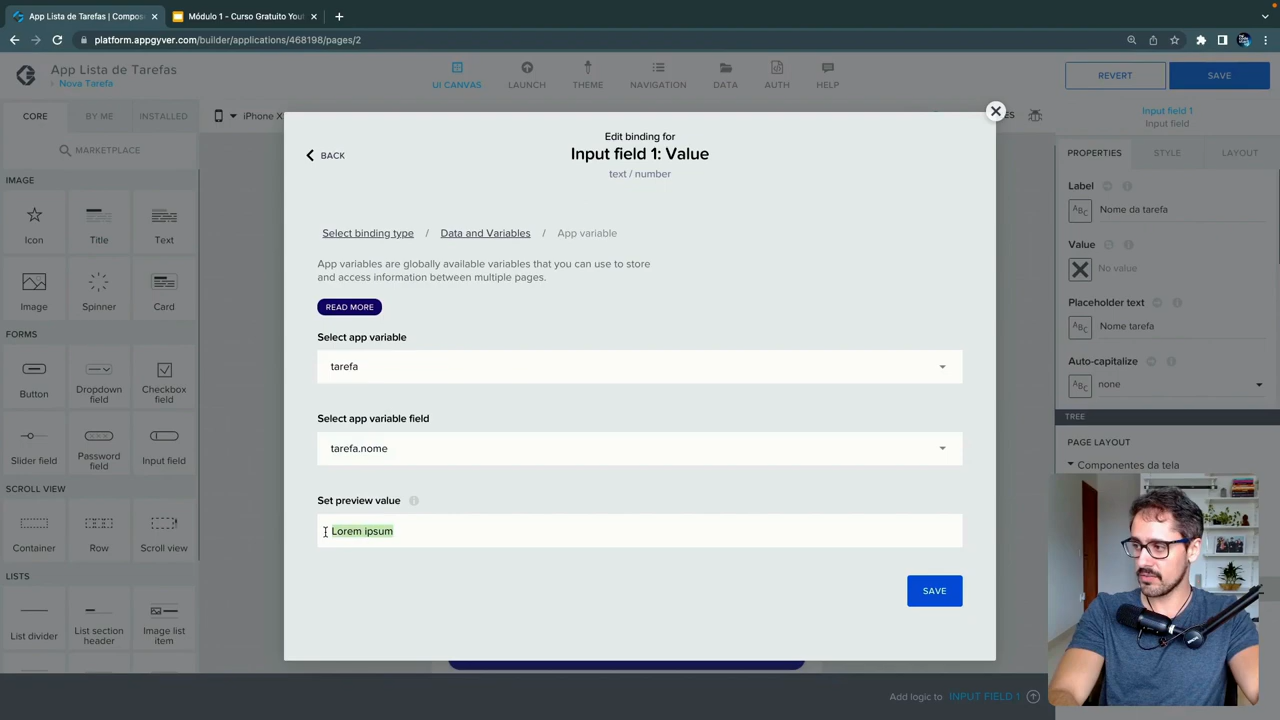 App Lista de Tarefas | Compos
Módulo 1 - Curso Gratuito Yout
platform.appgyver.com/builder/applications/468198/pages/2
App Lista de Tarefas
Nova Tarefa
UI CANVAS
LAUNCH
THEME
NAVIGATION
DATA
AUTH
HELP
REVERT
SAVE
CORE
BY ME
INSTALLED
iPhone X
ES
Input field 1
Input field
MARKETPLACE
IMAGE
Icon
Title
Text
Image
Spinner
Card
FORMS
Button
Dropdown
field
Checkbox
field
Slider field
Password
field
Input field
SCROLL VIEW
Container
Row
Scroll view
LISTS
List divider
List section
header
Image list
item
BACK
Edit binding for
Input field 1: Value
text / number
Select binding type / Data and Variables / App variable
App variables are globally available variables that you can use to store
and access information between multiple pages.
READ MORE
Select app variable
tarefa
Select app variable field
tarefa.nome
Set preview value
Lorem ipsum
SAVE
PROPERTIES
STYLE
LAYOUT
Label
ABC
Nome da tarefa
Value
No value
Placeholder text
ABC
Nome tarefa
Auto-capitalize
ABC
none
TREE
PAGE LAYOUT
Componentes da tela
Add logic to INPUT FIELD 1